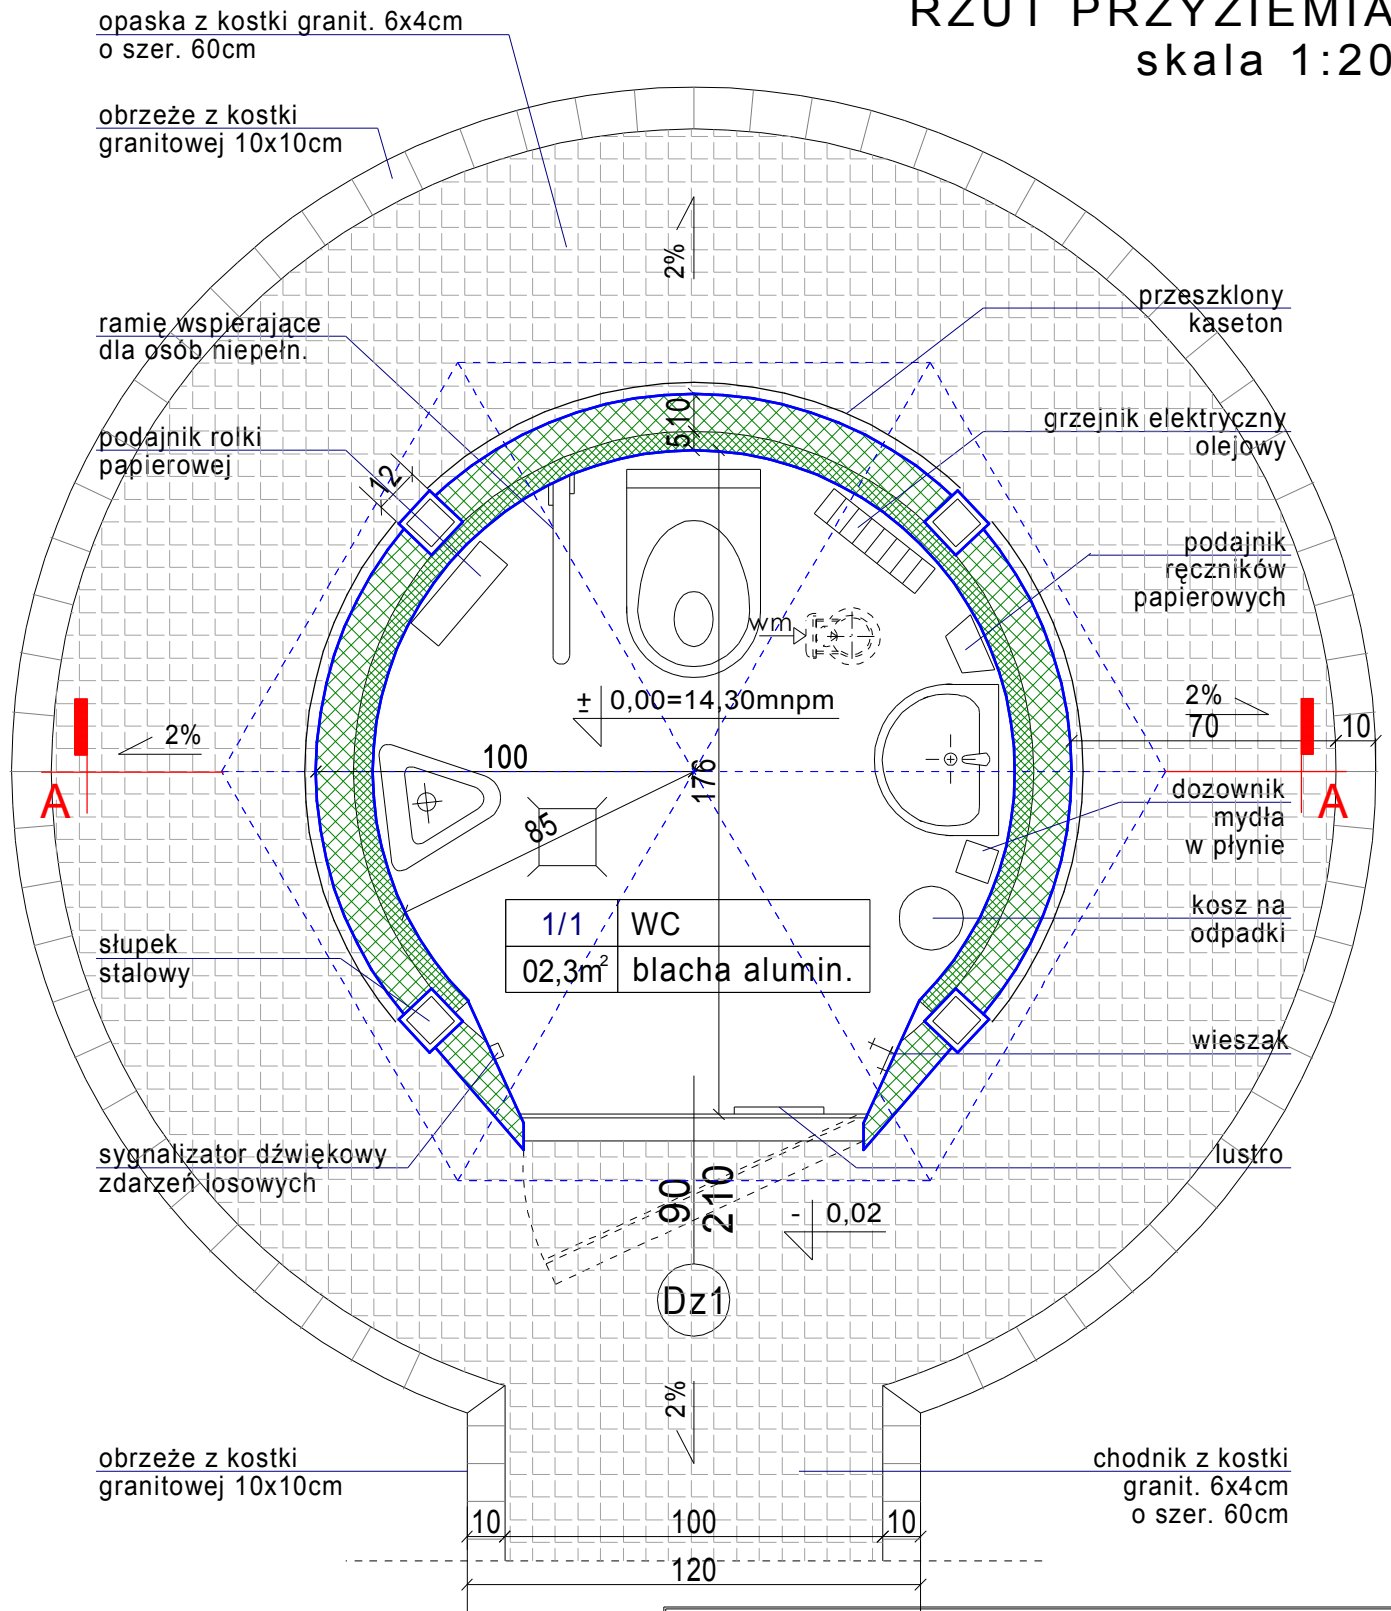 RZUT PRZYZIEMIA
skala 1:20
opaska z kostki granit. 6x4cm
o szer. 60cm
obrzeże z kostki
granitowej 10x10cm
2%
ramię wspierające
dla osób niepełn.
przeszklony
kaseton
podajnik rolki
papierowej
grzejnik elektryczny
olejowy
5 10
12
podajnik
ręczników
papierowych
wm
± 0,00=14,30mnpm
2%
2%
70
10
100
176
85
A
A
dozownik
mydła
w płynie
1/1 WC
02,3m² blacha alumin.
kosz na
odpadki
słupek
stalowy
wieszak
sygnalizator dźwiękowy
zdarzeń losowych
lustro
90
210
- 0,02
Dz1
2%
obrzeże z kostki
granitowej 10x10cm
chodnik z kostki
granit. 6x4cm
o szer. 60cm
10 100 10
120